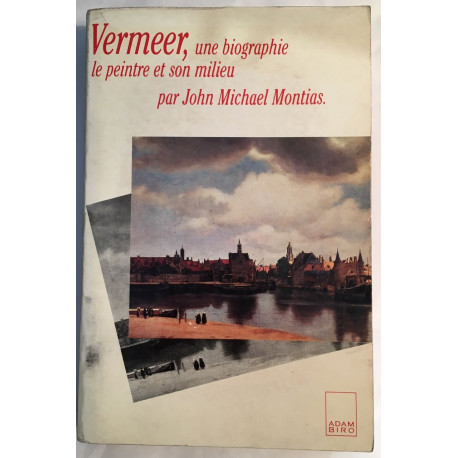 Vermeer, une biographie
le peintre et son milieu
par John Michael Montias.
ADAM
BIRO